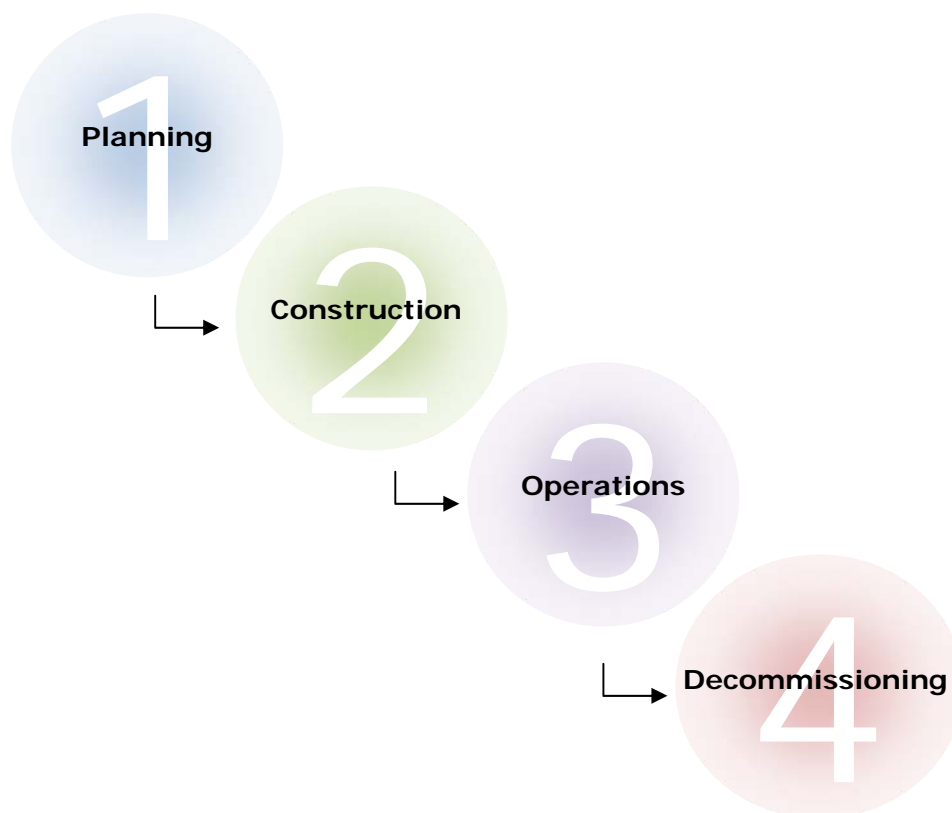 1
Planning
2
Construction
3
Operations
4
Decommissioning